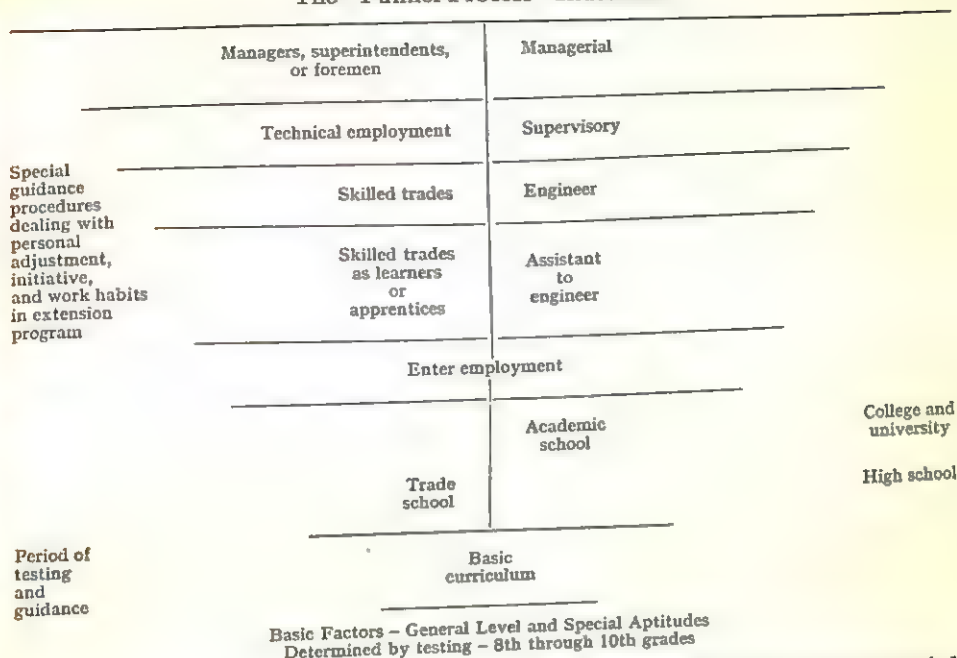 The
Managers, superintendents,
or foremen
Managerial
Technical employment
Supervisory
Special
guidance
procedures
dealing with
personal
adjustment,
initiative,
and work habits
in extension
program
Skilled trades
Engineer
Skilled trades
as learners
or
apprentices
Assistant
to
engineer
Enter employment
Academic
school
College and
university
Trade
school
High school
Period of
testing
and
guidance
Basic
curriculum
Basic Factors – General Level and Special Aptitudes
Determined by testing – 8th through 10th grades